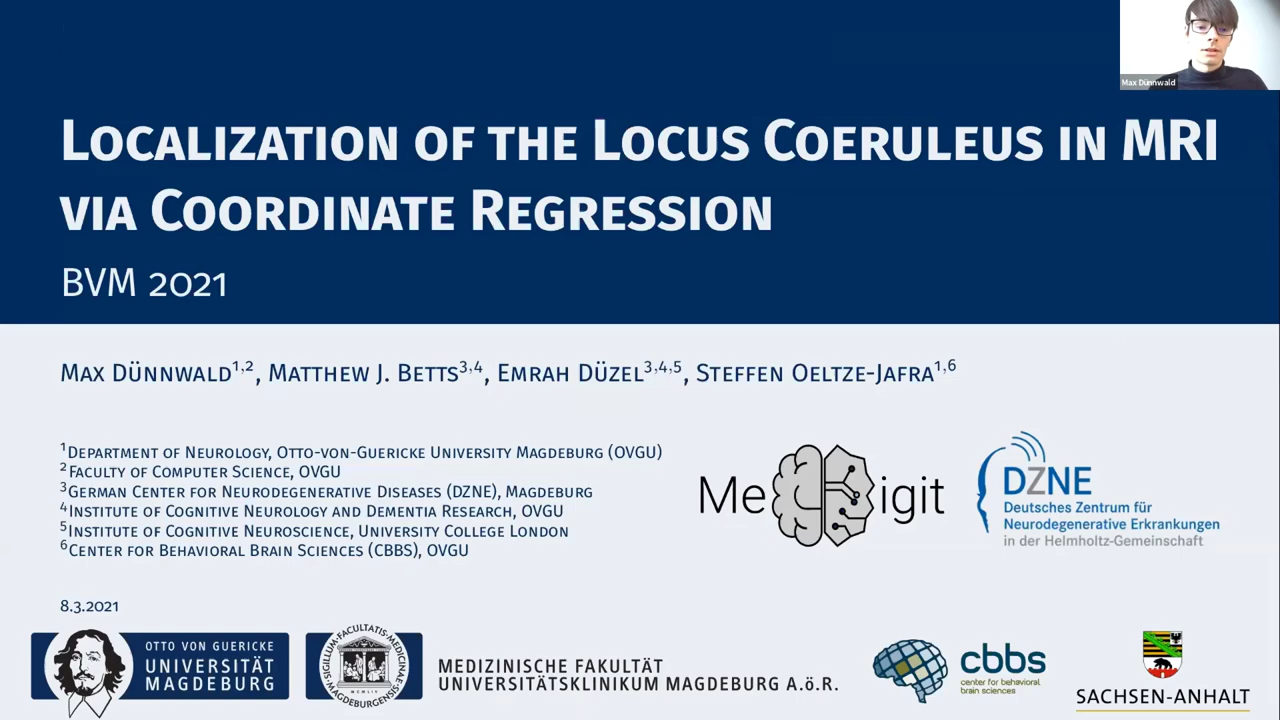 Max Dünnwald
Localization of the Locus Coeruleus in MRI
via Coordinate Regression
BVM 2021
Max Dünnwald1,2, Matthew J. Betts3,4, Emrah Düzel3,4,5, Steffen Oeltze-Jafra1,6
1Department of Neurology, Otto-von-Guericke University Magdeburg (OVGU)
2Faculty of Computer Science, OVGU
3German Center for Neurodegenerative Diseases (DZNE), Magdeburg
4Institute of Cognitive Neurology and Dementia Research, OVGU
5Institute of Cognitive Neuroscience, University College London
6Center for Behavioral Brain Sciences (CBBS), OVGU
Me igit
DZNE
Deutsches Zentrum für
Neurodegenerative Erkrankungen
in der Helmholtz-Gemeinschaft
8.3.2021
OTTO VON GUERICKE
UNIVERSITÄT
MAGDEBURG
MEDIZINISCHE FAKULTÄT
UNIVERSITÄTSKLINIKUM MAGDEBURG A.ö.R.
cbbs
center for behavioral
brain sciences
SACHSEN-ANHALT